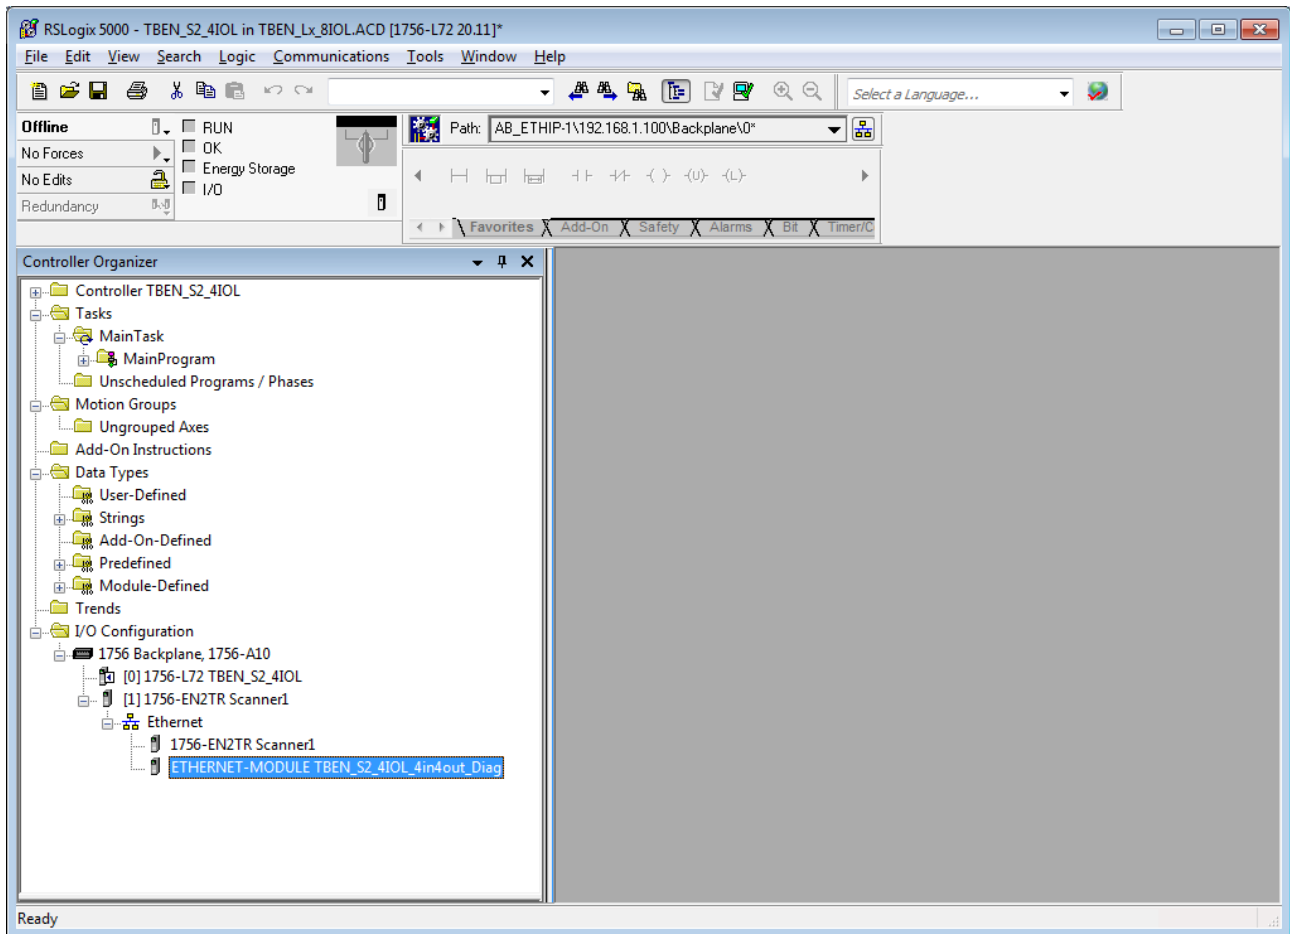 RSLogix 5000 - TBEN_S2_4IOL in TBEN_Lx_8IOL.ACD [1756-L72 20.11]*
File Edit View Search Logic Communications Tools Window Help
Select a Language...
Offline
RUN
Path: AB_ETHIP-1\192.168.1.100\Backplane\0*
No Forces
OK
No Edits
Energy Storage
I/O
Redundancy
Favorites Add-On Safety Alarms Bit Timer/C
Controller Organizer
Controller TBEN_S2_4IOL
Tasks
MainTask
MainProgram
Unscheduled Programs / Phases
Motion Groups
Ungrouped Axes
Add-On Instructions
Data Types
User-Defined
Strings
Add-On-Defined
Predefined
Module-Defined
Trends
I/O Configuration
1756 Backplane, 1756-A10
[0] 1756-L72 TBEN_S2_4IOL
[1] 1756-EN2TR Scanner1
Ethernet
1756-EN2TR Scanner1
ETHERNET-MODULE TBEN_S2_4IOL_4in4out_Diag
Ready